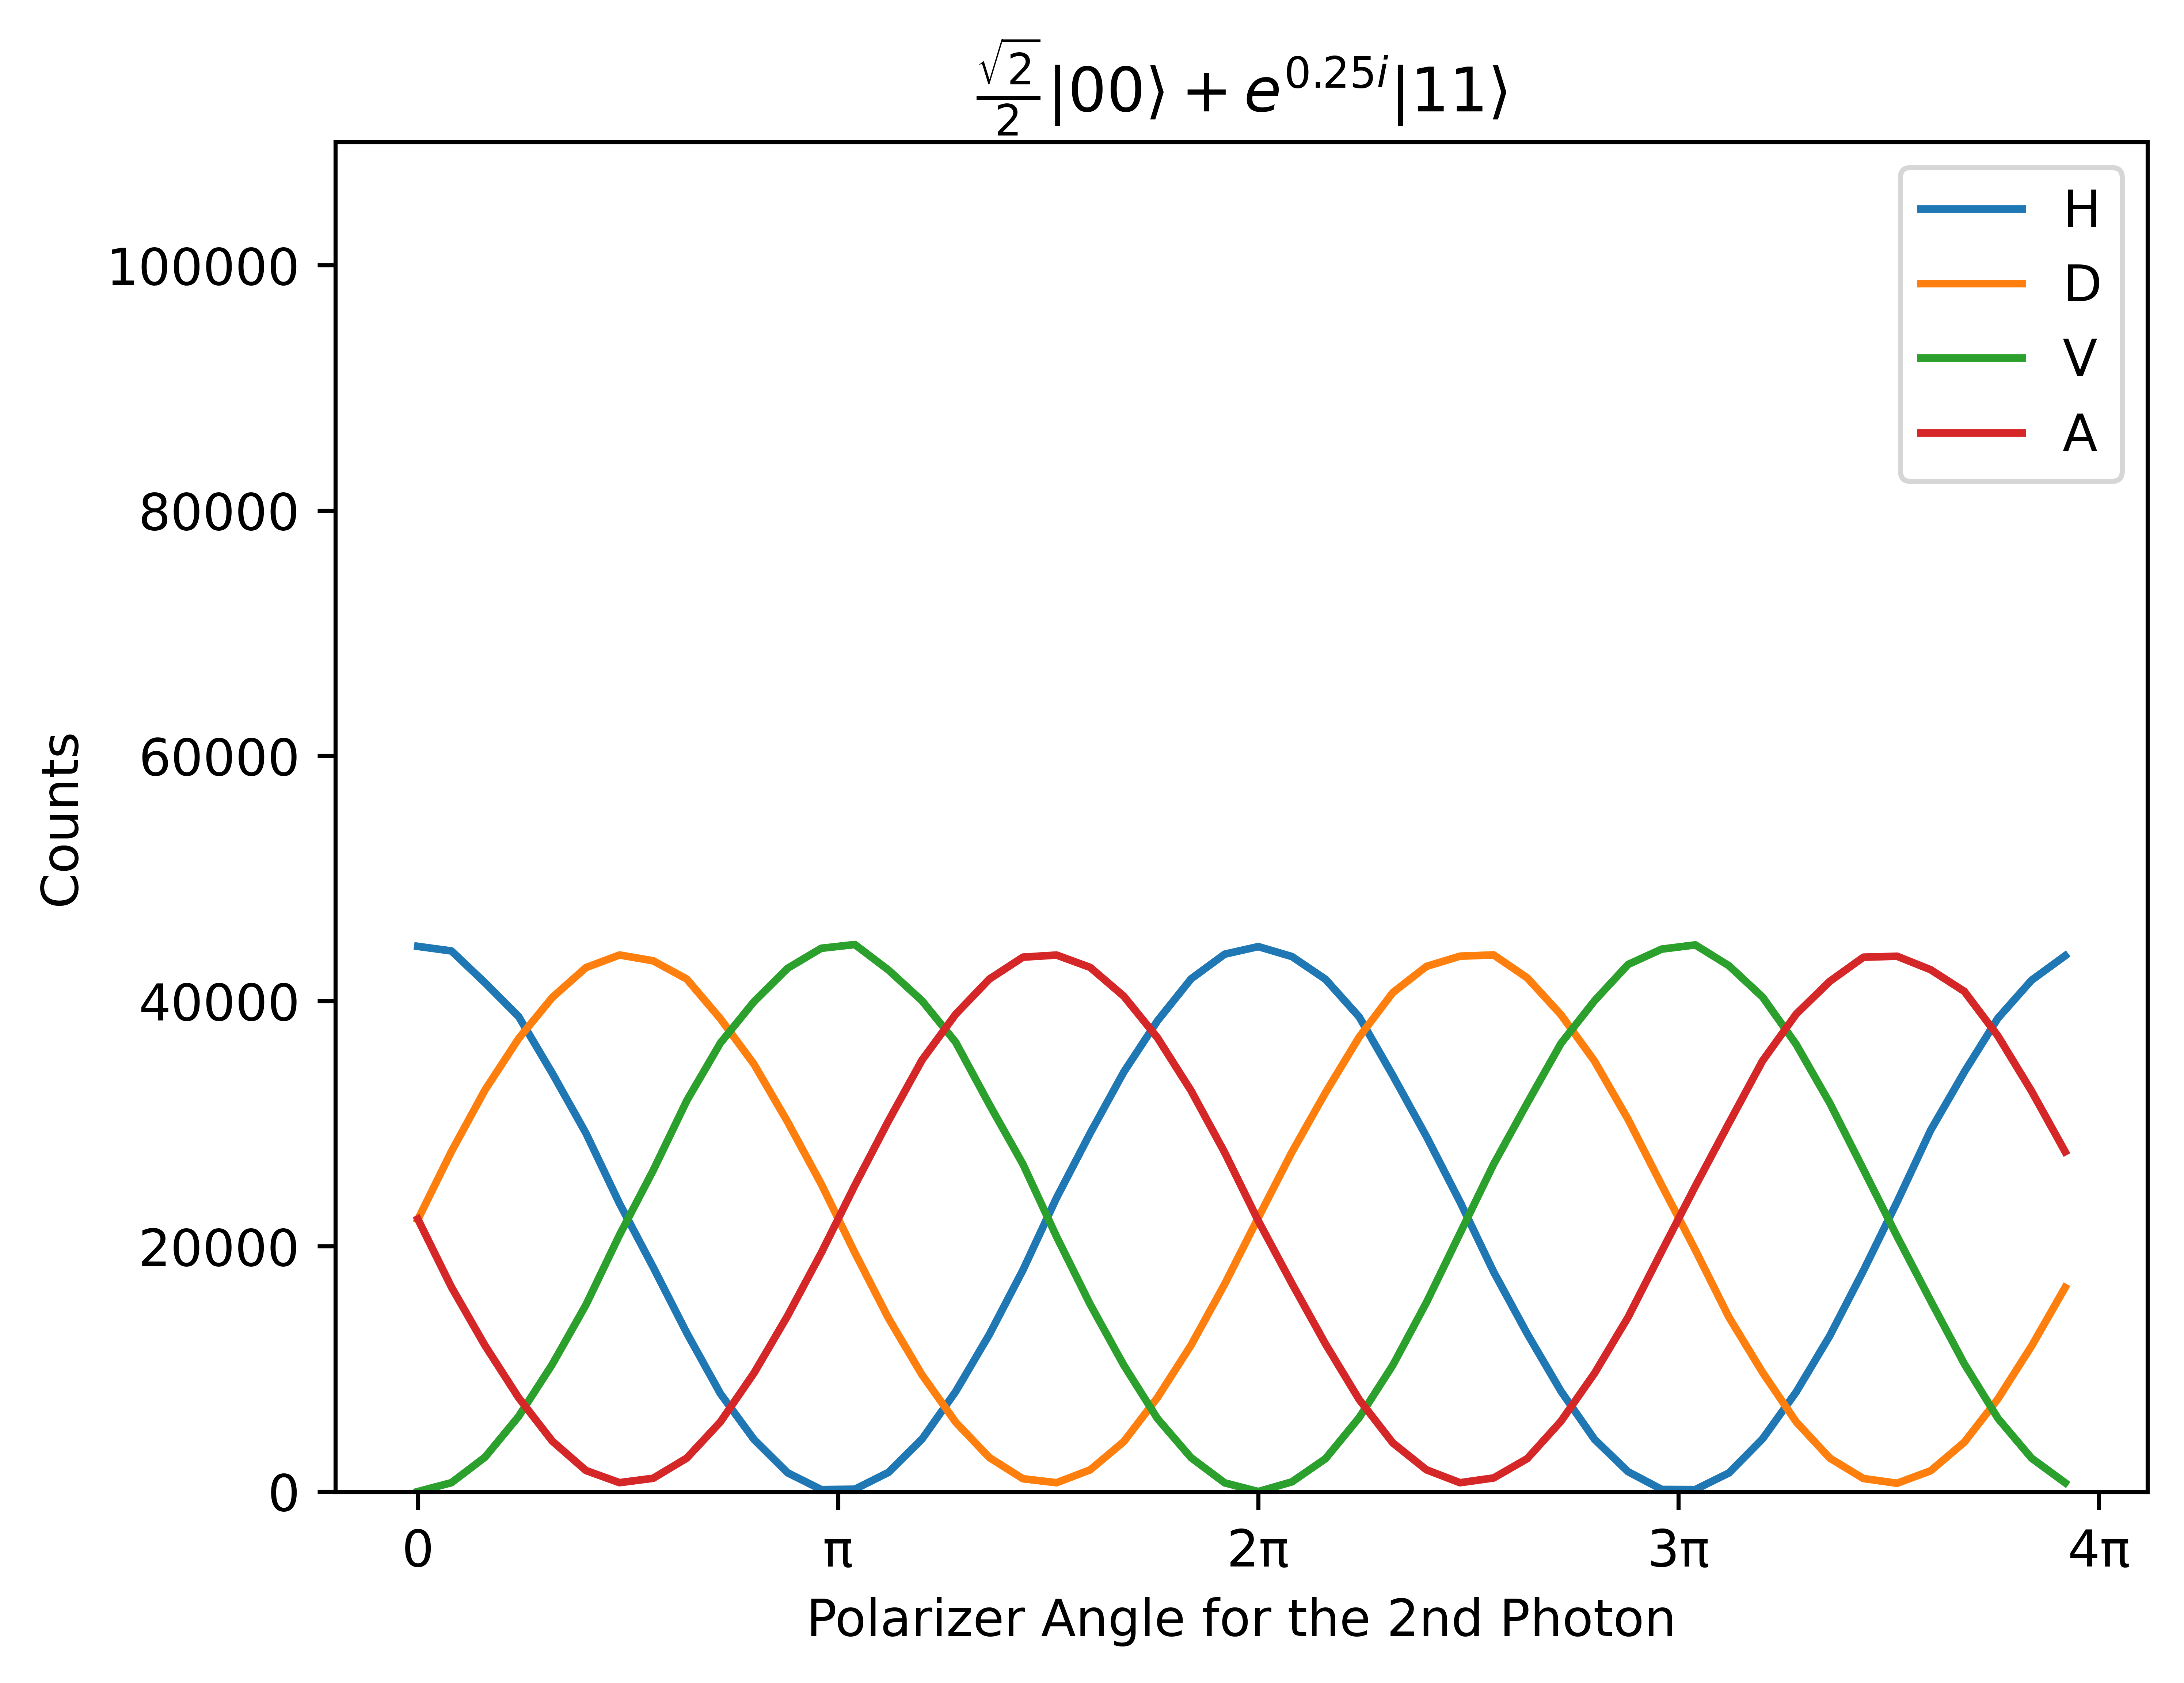 √2/2|00⟩ + e^0.25i|11⟩
H
D
V
A
100000
80000
60000
40000
20000
0
Counts
0 π 2π 3π 4π
Polarizer Angle for the 2nd Photon